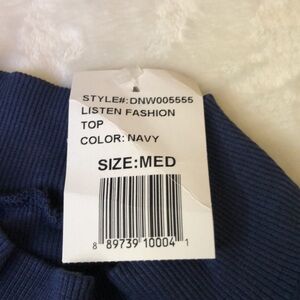 STYLE#:DNW005555
LISTEN FASHION
TOP
COLOR: NAVY
SIZE:MED
8 89739 10004 1